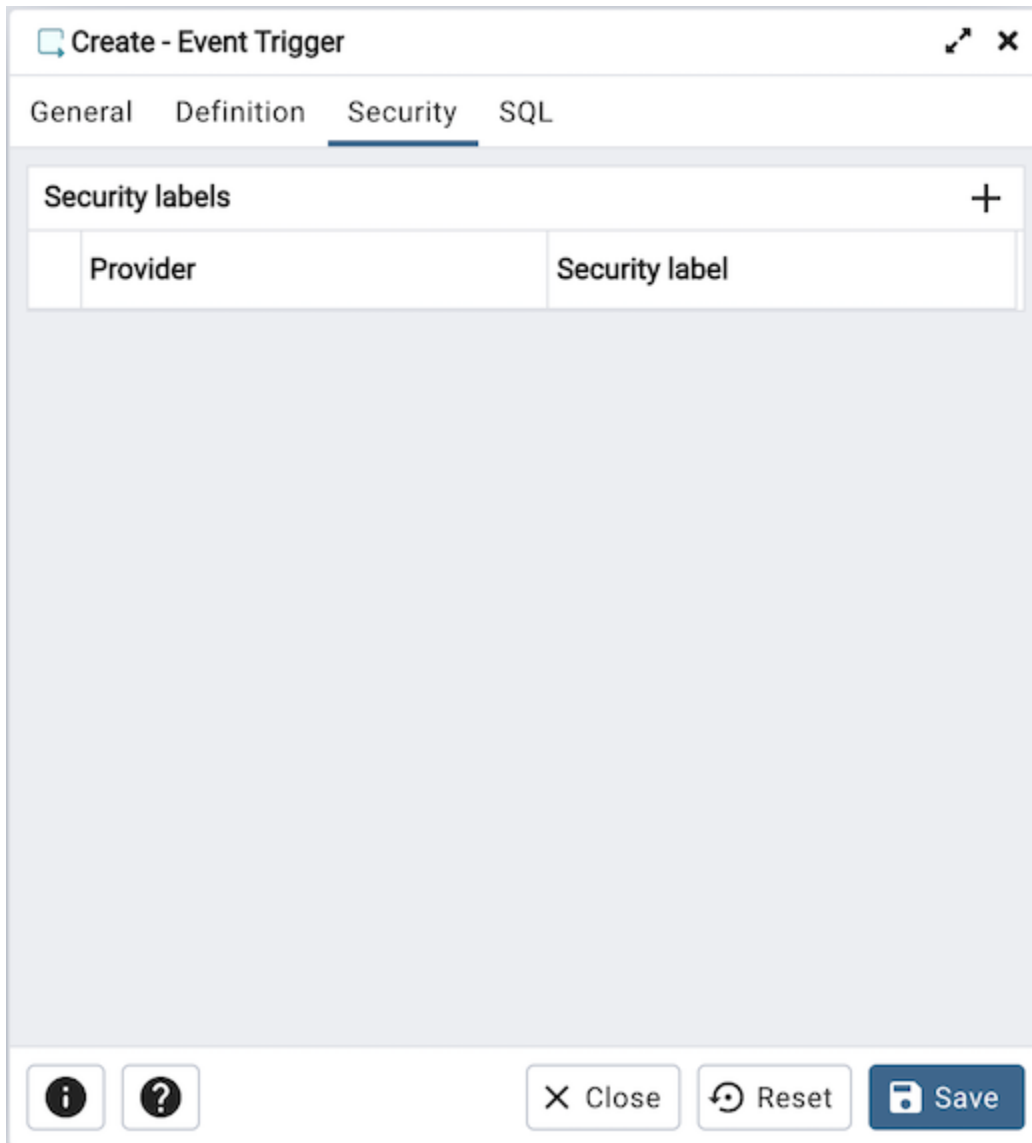 Create - Event Trigger
General Definition Security SQL
Security labels
Provider Security label
Close Reset Save